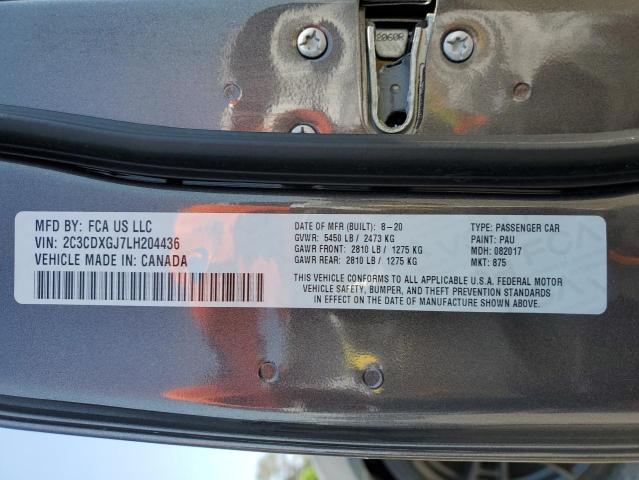 2060R
MFD BY: FCA US LLC
VIN: 2C3CDXGJ7LH204436
VEHICLE MADE IN: CANADA
DATE OF MFR (BUILT): 8-20
GVWR: 5450 LB / 2473 KG
GAWR FRONT: 2810 LB / 1275 KG
GAWR REAR: 2810 LB / 1275 KG
TYPE: PASSENGER CAR
PAINT: PAU
MDH: 082017
MKT: 875
THIS VEHICLE CONFORMS TO ALL APPLICABLE U.S.A. FEDERAL MOTOR
VEHICLE SAFETY, BUMPER, AND THEFT PREVENTION STANDARDS
IN EFFECT ON THE DATE OF MANUFACTURE SHOWN ABOVE.